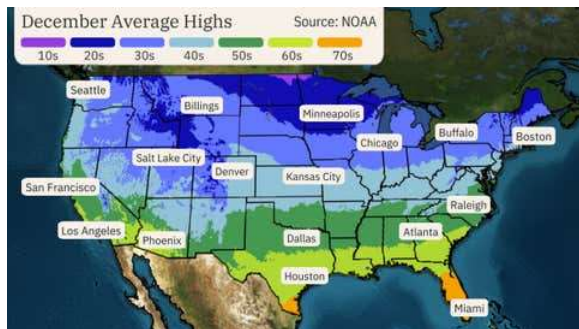 December Average Highs
Source: NOAA
10s 20s 30s 40s 50s 60s 70s
Seattle
Billings
Minneapolis
Buffalo
Boston
Chicago
Salt Lake City
Denver
Kansas City
San Francisco
Raleigh
Los Angeles
Phoenix
Dallas
Atlanta
Houston
Miami